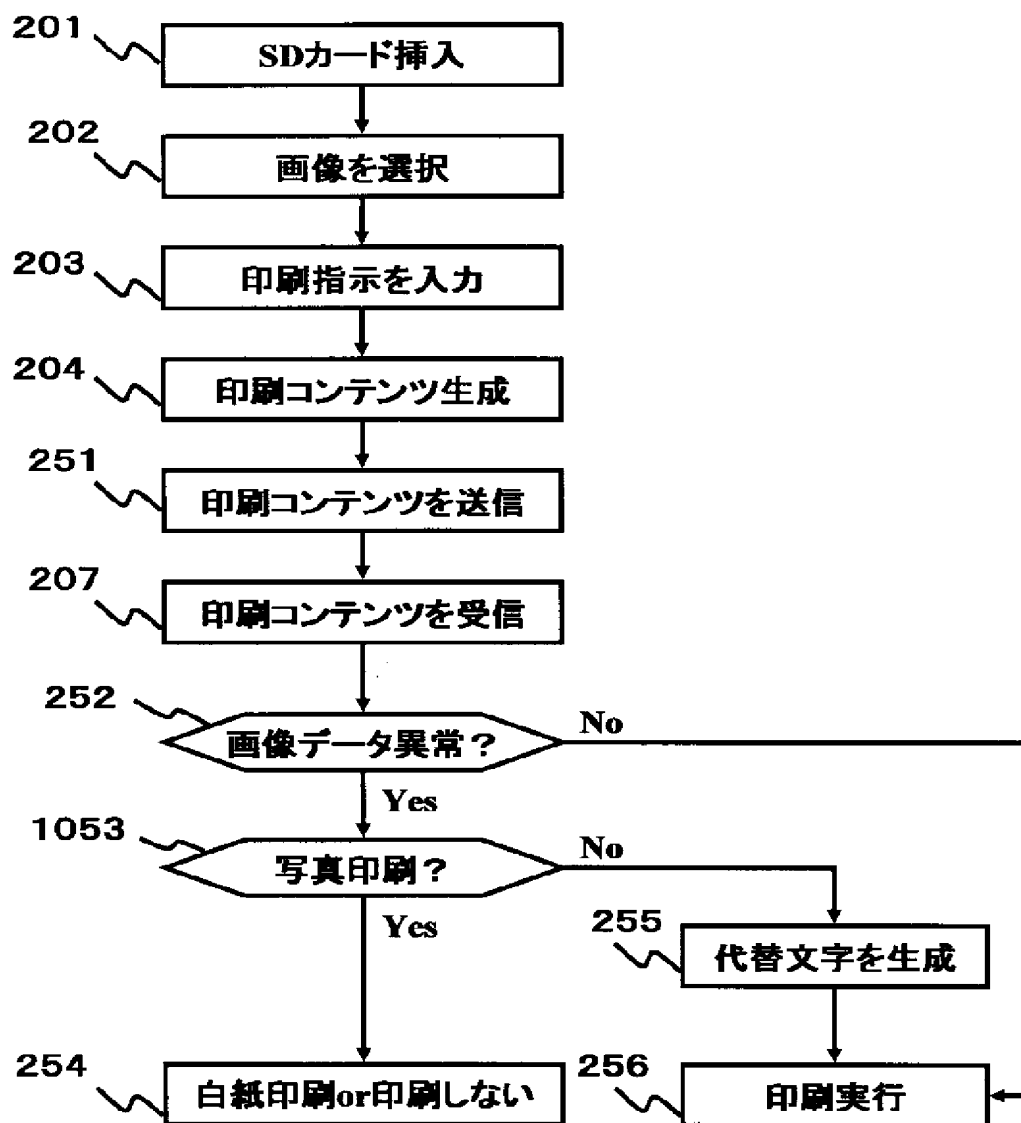 201
SDカード挿入
202
画像を選択
203
印刷指示を入力
204
印刷コンテンツ生成
251
印刷コンテンツを送信
207
印刷コンテンツを受信
252
画像データ異常？
No
Yes
1053
写真印刷？
No
Yes
255
代替文字を生成
254
白紙印刷or印刷しない
256
印刷実行